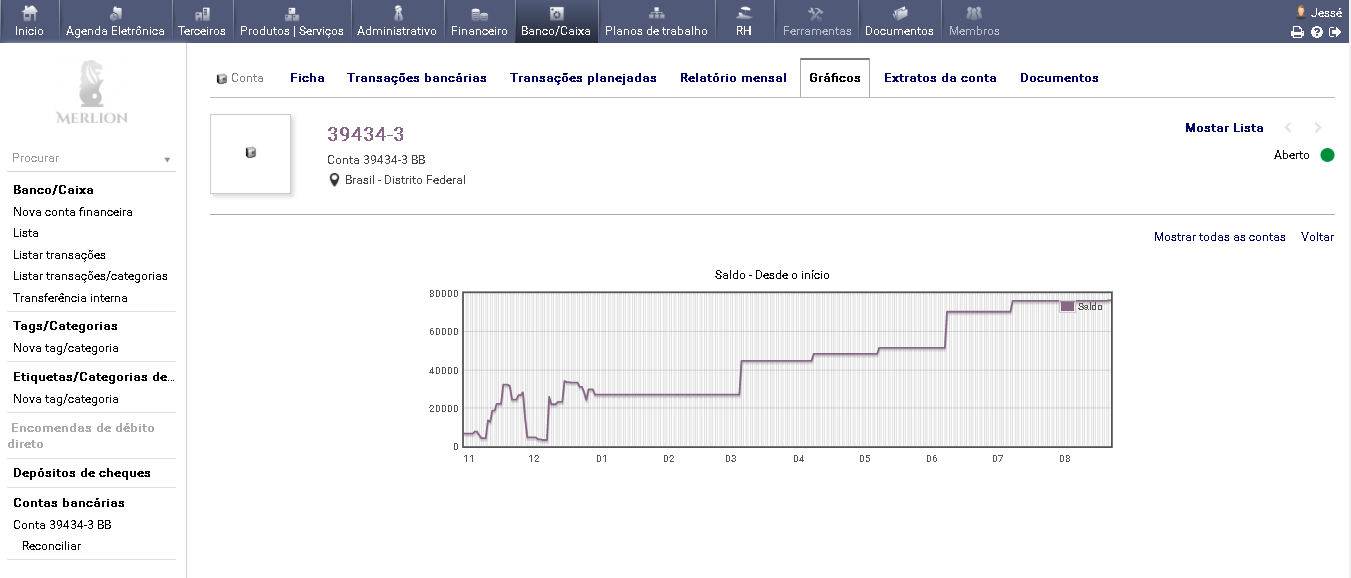 Inicio
Agenda Eletrônica
Terceiros
Produtos | Serviços
Administrativo
Financeiro
Banco/Caixa
Planos de trabalho
RH
Ferramentas
Documentos
Membros
Jessé
MERLION
Procurar
Banco/Caixa
Nova conta financeira
Lista
Listar transações
Listar transações/categorias
Transferência interna
Tags/Categorias
Nova tag/categoria
Etiquetas/Categorias de...
Nova tag/categoria
Encomendas de débito
direto
Depósitos de cheques
Contas bancárias
Conta 39434-3 BB
Reconciliar
Conta
Ficha
Transações bancárias
Transações planejadas
Relatório mensal
Gráficos
Extratos da conta
Documentos
39434-3
Conta 39434-3 BB
Brasil - Distrito Federal
Mostar Lista
Aberto
Mostrar todas as contas
Voltar
Saldo - Desde o início
80000
60000
40000
20000
0
Saldo
11 12 01 02 03 04 05 06 07 08